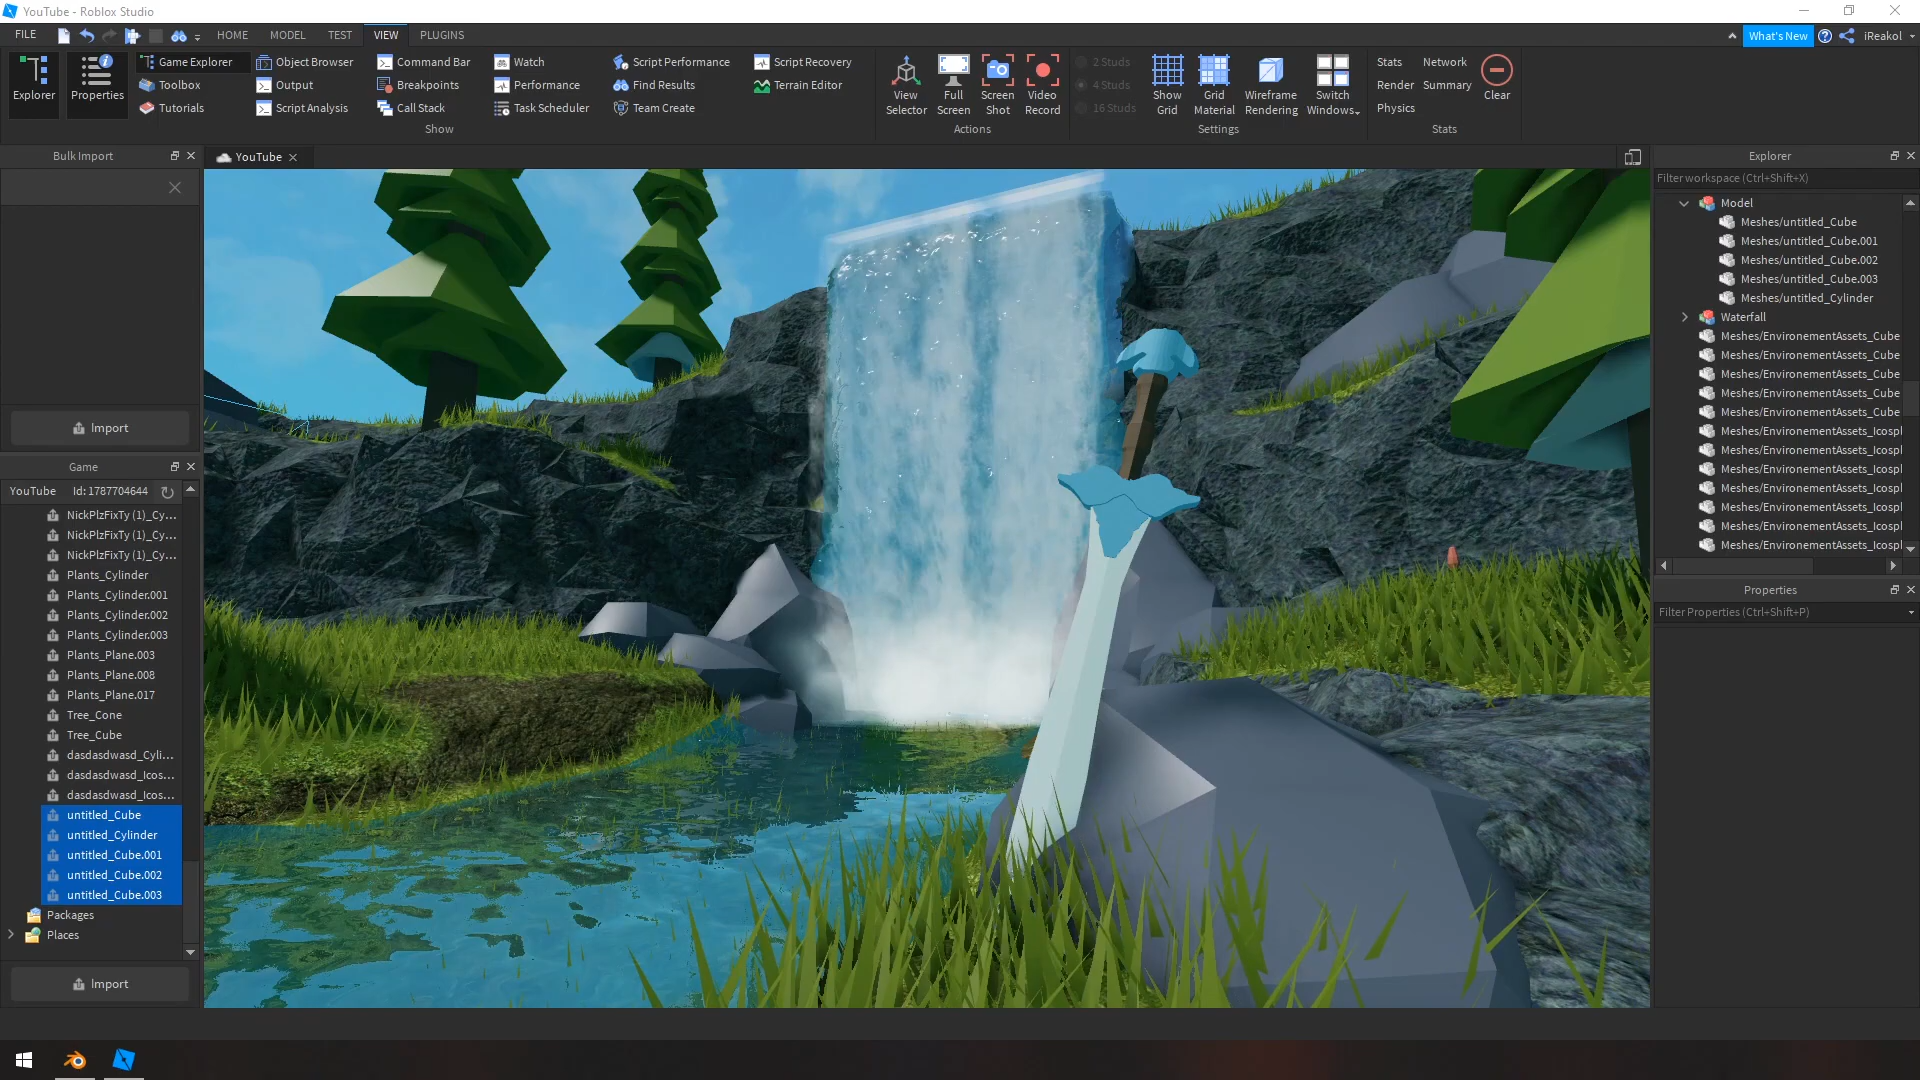 YouTube - Roblox Studio
FILE
HOME
MODEL
TEST
VIEW
PLUGINS
What's New
iReakol
Explorer
Properties
Game Explorer
Toolbox
Tutorials
Object Browser
Output
Script Analysis
Command Bar
Breakpoints
Call Stack
Watch
Performance
Task Scheduler
Script Performance
Find Results
Team Create
Script Recovery
Terrain Editor
Show
View Selector
Full Screen
Screen Shot
Video Record
Actions
2 Studs
4 Studs
16 Studs
Show Grid
Grid Material
Wireframe Rendering
Switch Windows
Settings
Stats
Render
Physics
Network
Summary
Clear
Stats
Bulk Import
Import
Game
YouTube Id: 1787704644
NickPlzFixTy (1)_Cy...
NickPlzFixTy (1)_Cy...
NickPlzFixTy (1)_Cy...
Plants_Cylinder
Plants_Cylinder.001
Plants_Cylinder.002
Plants_Cylinder.003
Plants_Plane.003
Plants_Plane.008
Plants_Plane.017
Tree_Cone
Tree_Cube
dasdasdwasd_Cyli...
dasdasdwasd_Icos...
dasdasdwasd_Icos...
untitled_Cube
untitled_Cylinder
untitled_Cube.001
untitled_Cube.002
untitled_Cube.003
Packages
Places
Import
YouTube
Explorer
Filter workspace (Ctrl+Shift+X)
Model
Meshes/untitled_Cube
Meshes/untitled_Cube.001
Meshes/untitled_Cube.002
Meshes/untitled_Cube.003
Meshes/untitled_Cylinder
Waterfall
Meshes/EnvironementAssets_Cube
Meshes/EnvironementAssets_Cube
Meshes/EnvironementAssets_Cube
Meshes/EnvironementAssets_Cube
Meshes/EnvironementAssets_Cube
Meshes/EnvironementAssets_Icospl
Meshes/EnvironementAssets_Icospl
Meshes/EnvironementAssets_Icospl
Meshes/EnvironementAssets_Icospl
Meshes/EnvironementAssets_Icospl
Meshes/EnvironementAssets_Icospl
Meshes/EnvironementAssets_Icospl
Properties
Filter Properties (Ctrl+Shift+P)